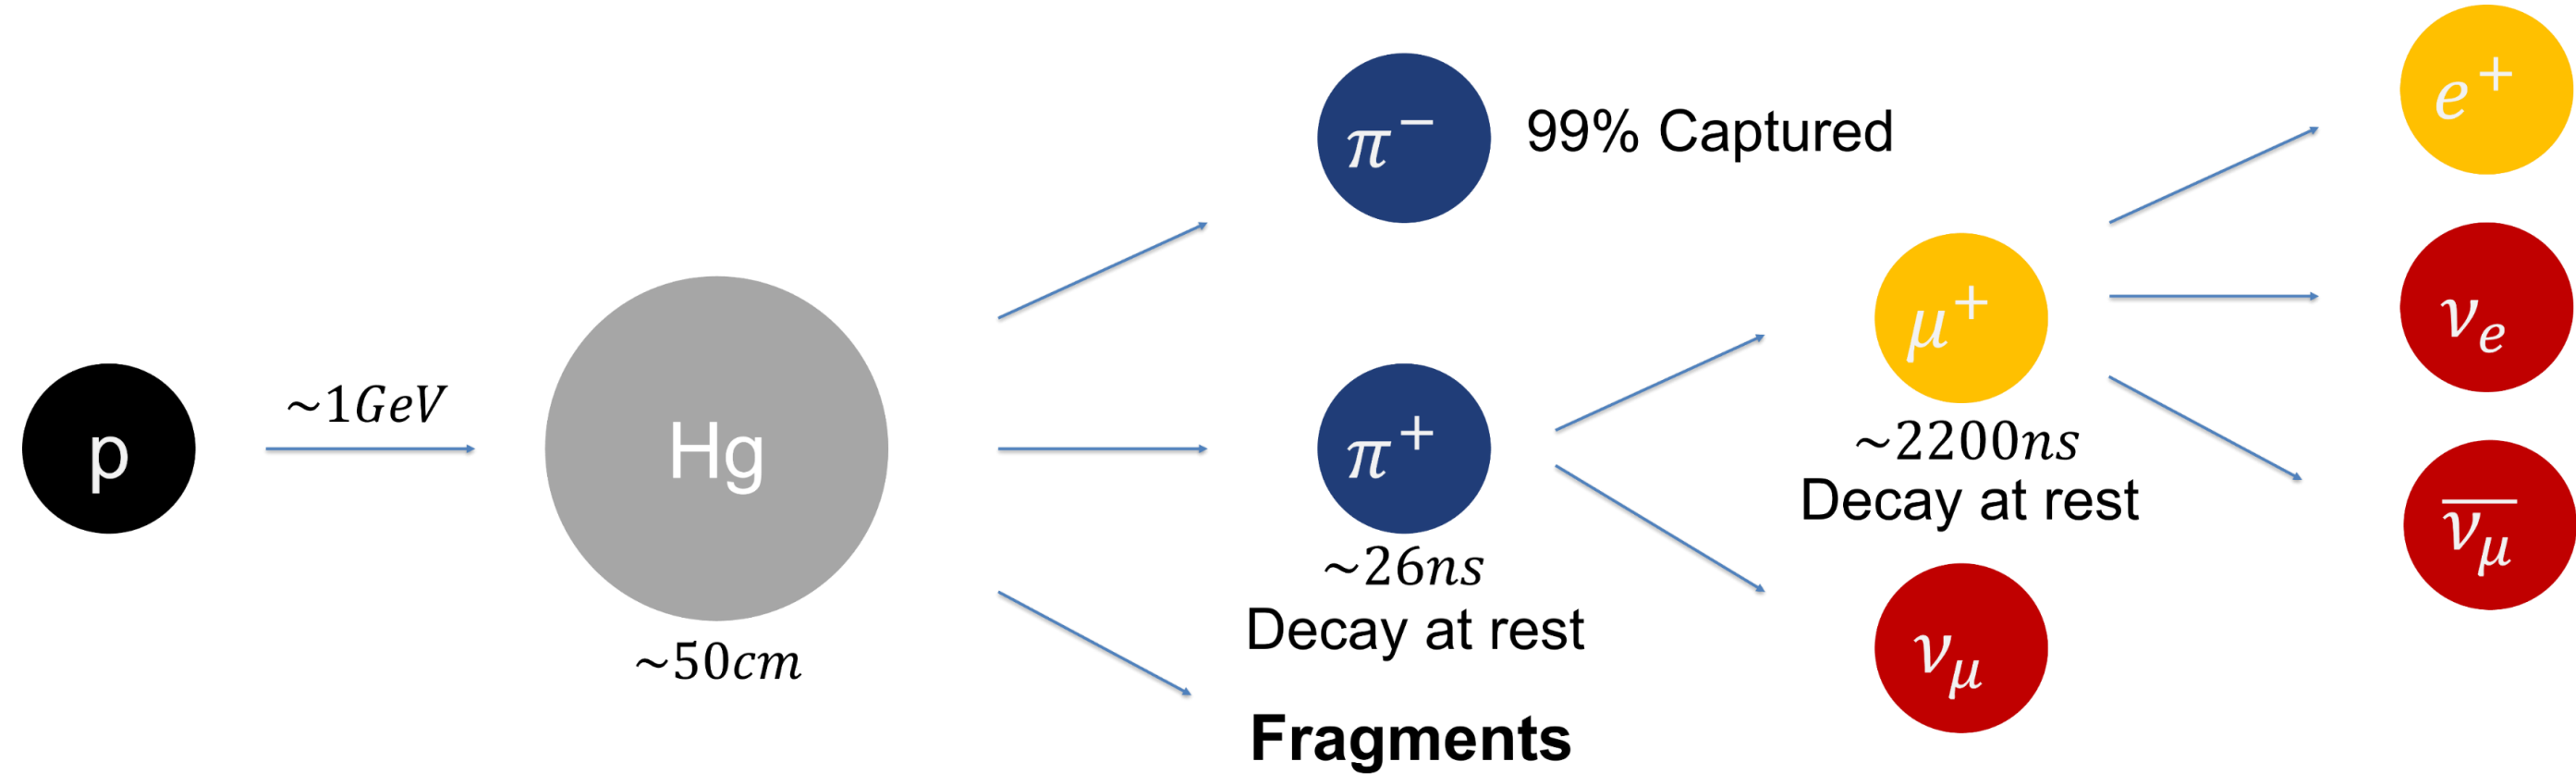 p
~1GeV
Hg
~50cm
π⁻
99% Captured
π⁺
~26ns
Decay at rest
Fragments
μ⁺
~2200ns
Decay at rest
ν_μ
e⁺
ν_e
ν̅_μ